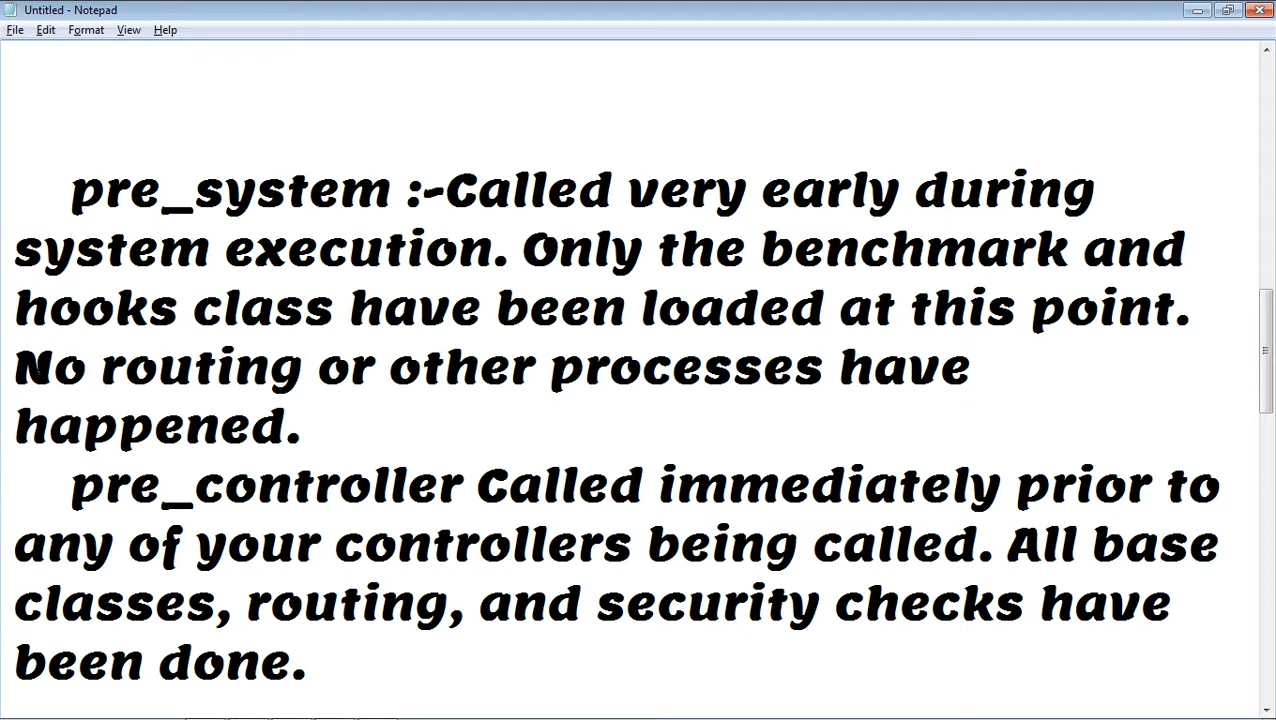 Untitled - Notepad
File Edit Format View Help
pre_system :-Called very early during
system execution. Only the benchmark and
hooks class have been loaded at this point.
No routing or other processes have
happened.
pre_controller Called immediately prior to
any of your controllers being called. All base
classes, routing, and security checks have
been done.